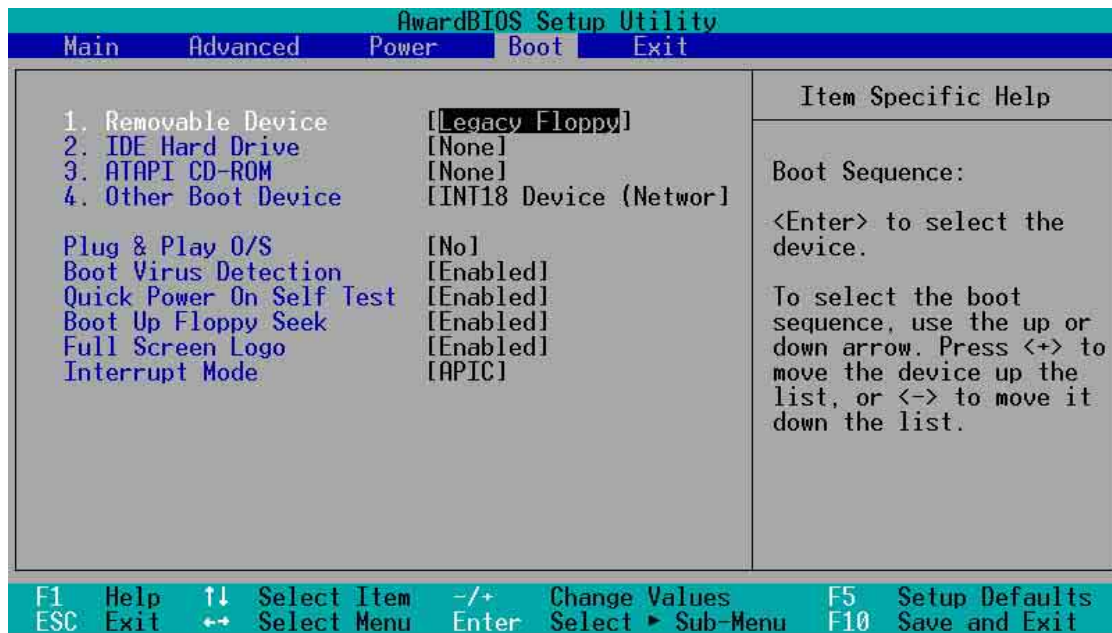 AwardBIOS Setup Utility
Main Advanced Power Boot Exit
1. Removable Device [Legacy Floppy]
2. IDE Hard Drive [None]
3. ATAPI CD-ROM [None]
4. Other Boot Device [INT18 Device (Networ]
Plug & Play O/S [No]
Boot Virus Detection [Enabled]
Quick Power On Self Test [Enabled]
Boot Up Floppy Seek [Enabled]
Full Screen Logo [Enabled]
Interrupt Mode [APIC]
Item Specific Help
Boot Sequence:
<Enter> to select the
device.
To select the boot
sequence, use the up or
down arrow. Press <+> to
move the device up the
list, or <-> to move it
down the list.
F1 Help ↑↓ Select Item -/+ Change Values F5 Setup Defaults
ESC Exit ←→ Select Menu Enter Select ► Sub-Menu F10 Save and Exit